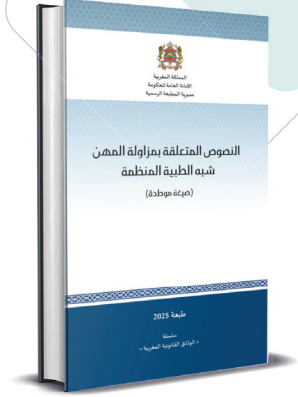 المملكة المغربية
الأمانة العامة للحكومة
مديرية المطبعة الرسمية
النصوص المتعلقة بمزاولة المهن
شبه الطبية المنظمة
(صيغة موطدة)
طبعة 2025
سلسلة
« الوثائق القانونية المغربية »